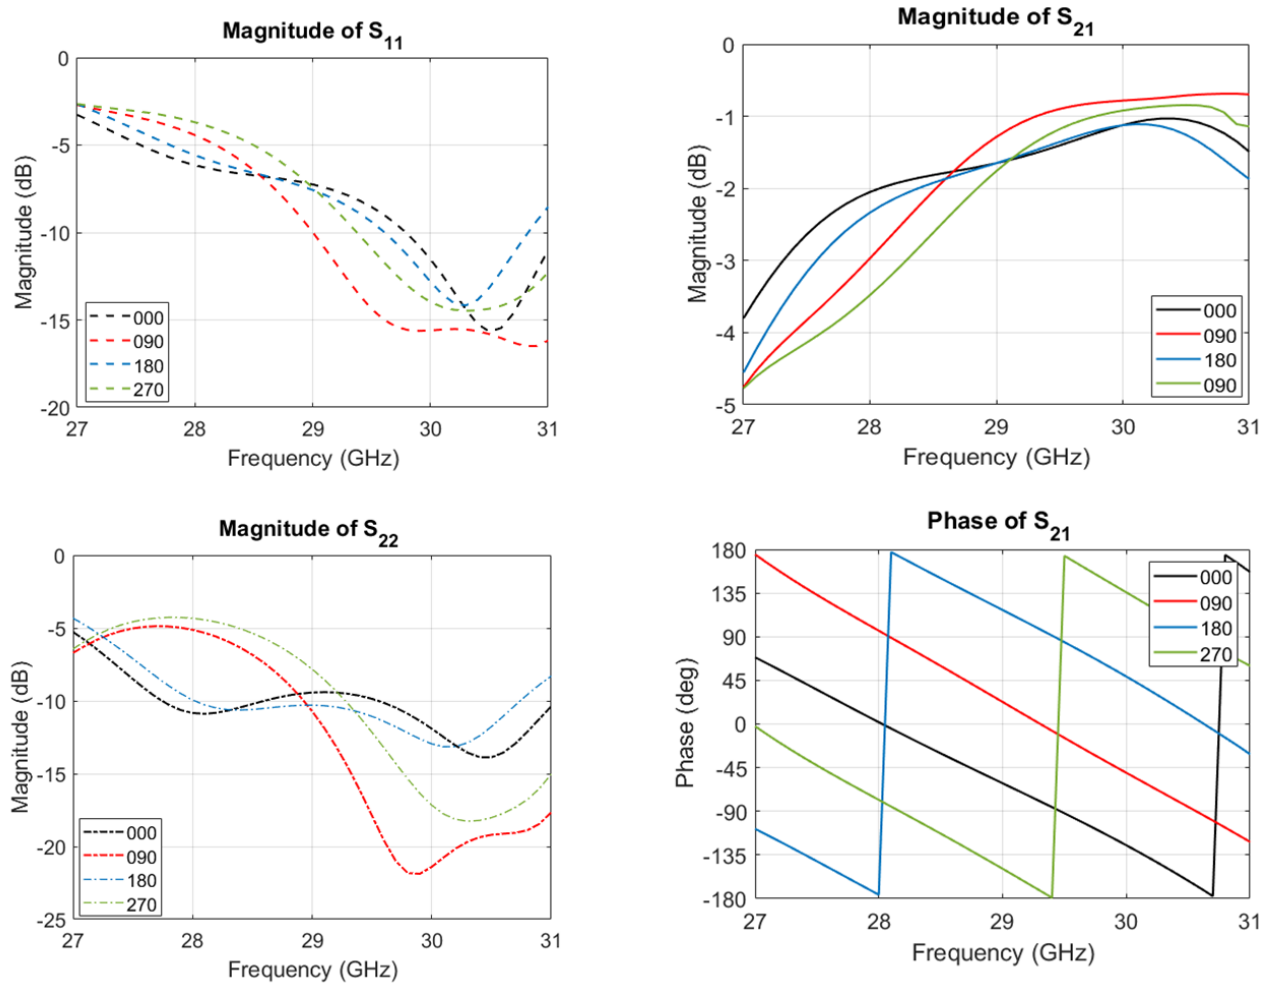 Magnitude of S11
0
-5
-10
-15
-20
Magnitude (dB)
000
090
180
270
27 28 29 30 31
Frequency (GHz)
Magnitude of S21
0
-1
-2
-3
-4
-5
Magnitude (dB)
000
090
180
090
27 28 29 30 31
Frequency (GHz)
Magnitude of S22
0
-5
-10
-15
-20
-25
Magnitude (dB)
000
090
180
270
27 28 29 30 31
Frequency (GHz)
Phase of S21
180
135
90
45
0
-45
-90
-135
-180
Phase (deg)
000
090
180
270
27 28 29 30 31
Frequency (GHz)